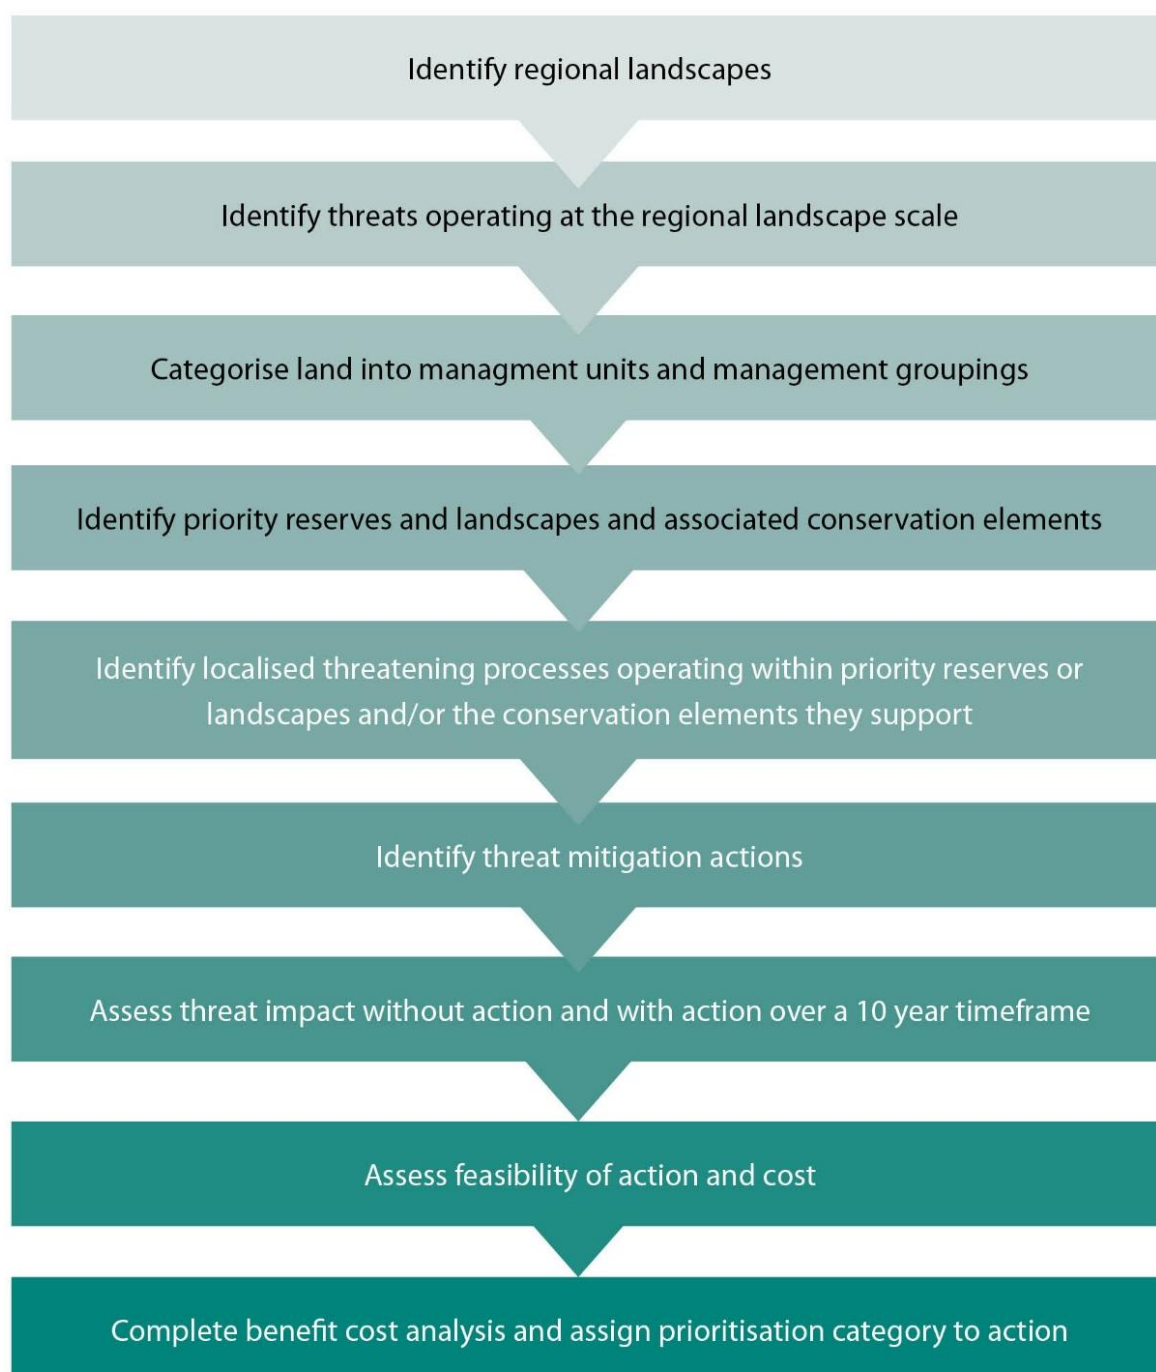 Identify regional landscapes
Identify threats operating at the regional landscape scale
Categorise land into managment units and management groupings
Identify priority reserves and landscapes and associated conservation elements
Identify localised threatening processes operating within priority reserves or
landscapes and/or the conservation elements they support
Identify threat mitigation actions
Assess threat impact without action and with action over a 10 year timeframe
Assess feasibility of action and cost
Complete benefit cost analysis and assign prioritisation category to action